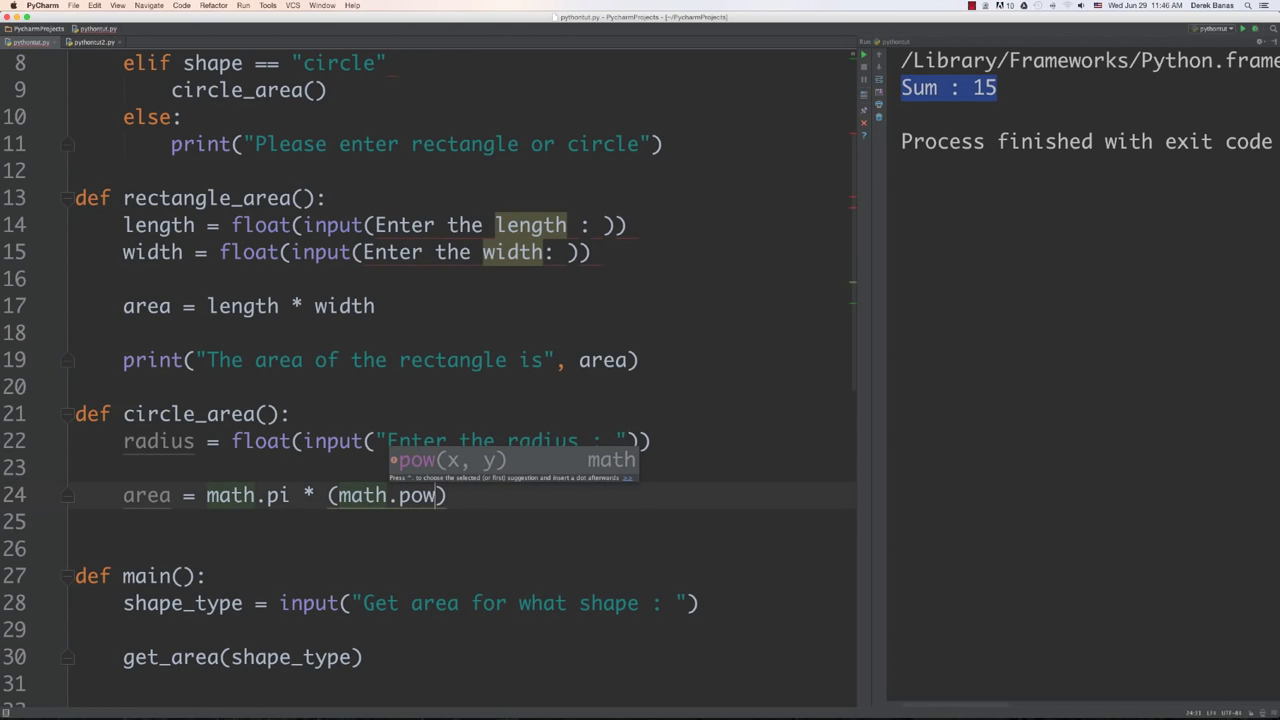 PyCharm File Edit View Navigate Code Refactor Run Tools VCS Window Help
10 Wed Jun 29 11:46 AM Derek Banas
pythontut.py - PyCharmProjects - [~/PycharmProjects]
PycharmProjects pythontut.py pythontut
pythontut.py pythontut2.py Run: pythontut
8 elif shape == "circle"
9 circle_area()
10 else:
11 print("Please enter rectangle or circle")
12
13 def rectangle_area():
14 length = float(input(Enter the length : ))
15 width = float(input(Enter the width: ))
16
17 area = length * width
18
19 print("The area of the rectangle is", area)
20
21 def circle_area():
22 radius = float(input("Enter the radius : "))
23
pow(x, y) math
Press ^. to choose the selected (or first) suggestion and insert a dot afterwards >>
24 area = math.pi * (math.pow)
25
26
27 def main():
28 shape_type = input("Get area for what shape : ")
29
30 get_area(shape_type)
31
/Library/Frameworks/Python.frame
Sum : 15
Process finished with exit code
24:31 LF÷ UTF-8÷